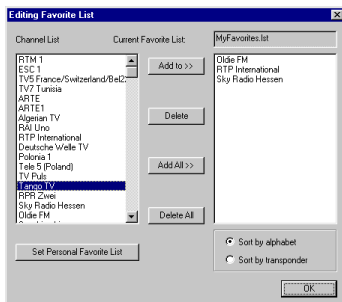 Editing Favorite List
Channel List
Current Favorite List:
MyFavorites.lst
RTM 1
ESC 1
TV5 France/Switzerland/Bel2
TV7 Tunisia
ARTE
ARTE1
Algerian TV
RAI Uno
RTP International
Deutsche Welle TV
Polonia 1
Tele 5 (Poland)
TV Puls
Tango TV
RPR Zwei
Sky Radio Hessen
Oldie FM
Add to >>
Delete
Add All >>
Delete All
Oldie FM
RTP International
Sky Radio Hessen
Set Personal Favorite List
Sort by alphabet
Sort by transponder
OK